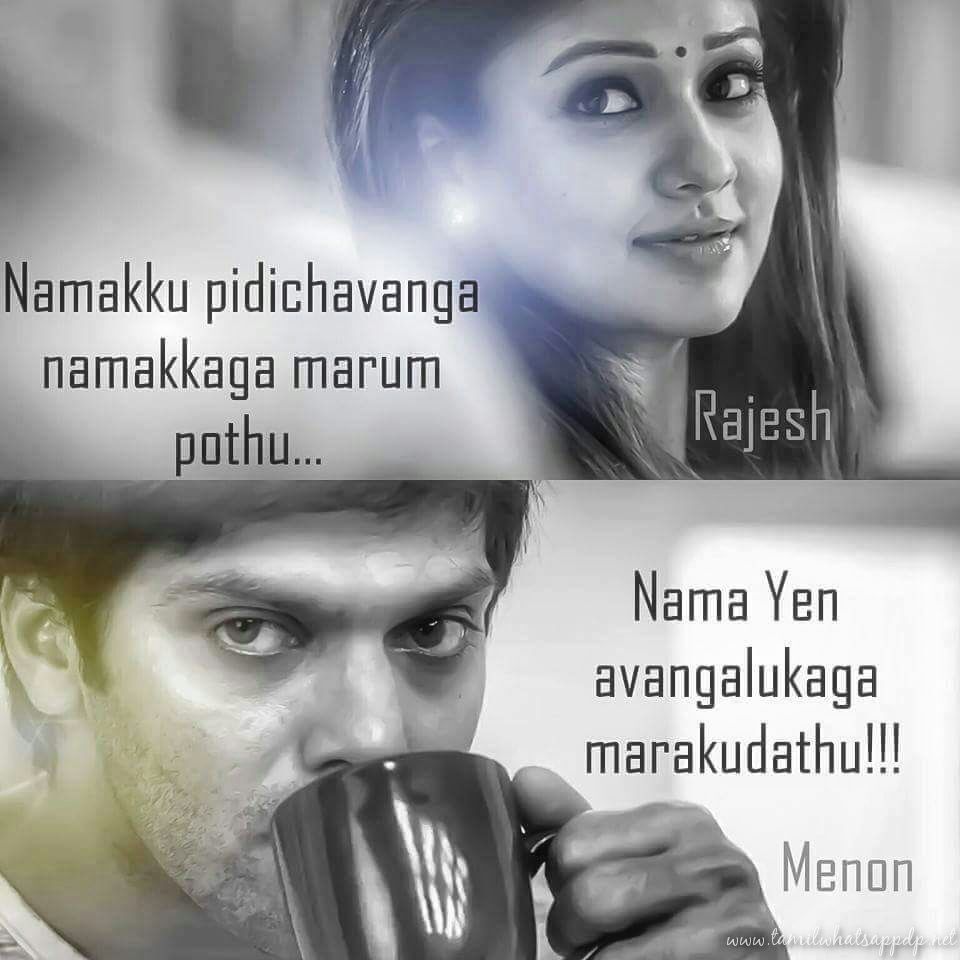 Namakku pidichavanga
namakkaga marum
pothu...
Rajesh
Nama Yen
avangalukaga
marakudathu!!!
Menon
www.tamilwhatsappdp.net